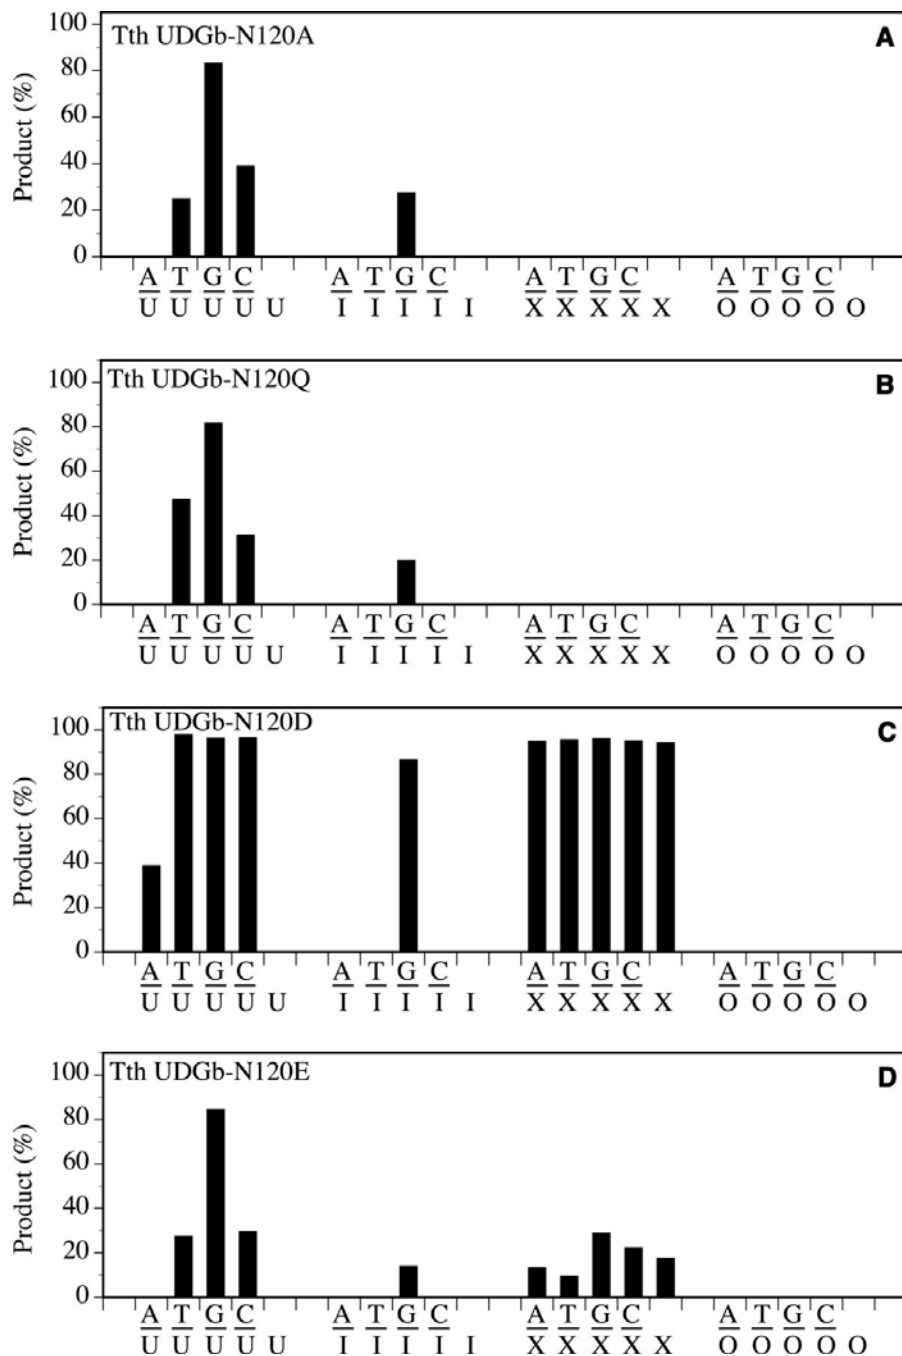 Tth UDGb-N120A
A
Product (%)
100
80
60
40
20
0
A T G C A T G C A T G C A T G C
U U U U U I I I I I X X X X X O O O O O
Tth UDGb-N120Q
B
Product (%)
100
80
60
40
20
0
A T G C A T G C A T G C A T G C
U U U U U I I I I I X X X X X O O O O O
Tth UDGb-N120D
C
Product (%)
100
80
60
40
20
0
A T G C A T G C A T G C A T G C
U U U U U I I I I I X X X X X O O O O O
Tth UDGb-N120E
D
Product (%)
100
80
60
40
20
0
A T G C A T G C A T G C A T G C
U U U U U I I I I I X X X X X O O O O O